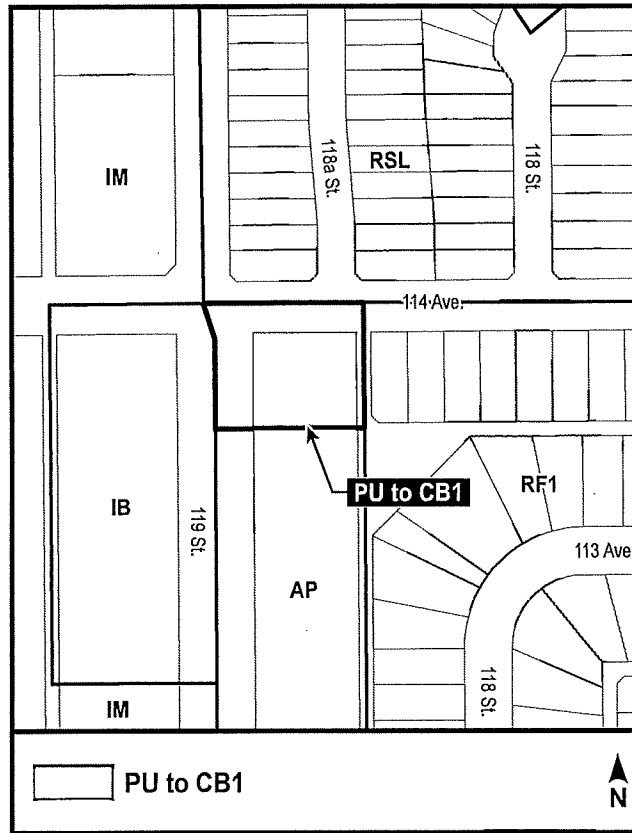 IM
118a St.
RSL
118 St.
114 Ave.
PU to CB1
RF1
IB
119 St.
113 Ave
AP
118 St.
IM
PU to CB1
N